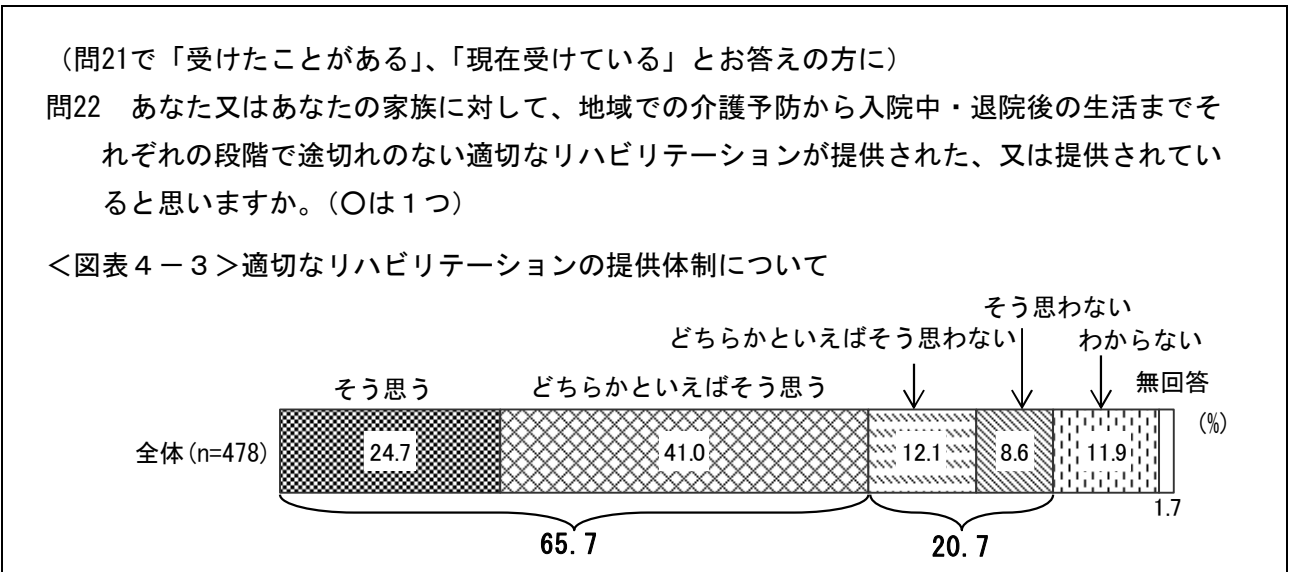 （問21で「受けたことがある」、「現在受けている」とお答えの方に）
問22　あなた又はあなたの家族に対して、地域での介護予防から入院中・退院後の生活までそ
れぞれの段階で途切れのない適切なリハビリテーションが提供された、又は提供されてい
ると思いますか。（〇は１つ）
＜図表４－３＞適切なリハビリテーションの提供体制について
そう思わない
どちらかといえばそう思わない
わからない
そう思う
どちらかといえばそう思う
無回答
(%)
全体(n=478)
24.7
41.0
12.1
8.6
11.9
1.7
65.7
20.7